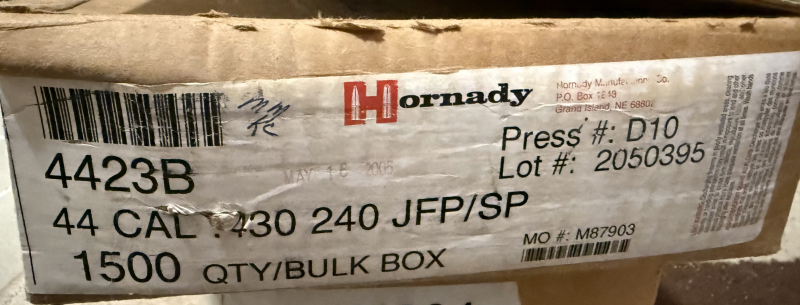 Hornady
Hornady Manufacturing Co.
P.O. Box 1848
Grand Island, NE 68802
Press #: D10
Lot #: 2050395
4423B
MAY 16 2005
44 CAL .430 240 JFP/SP
1500 QTY/BULK BOX
MO #: M87903